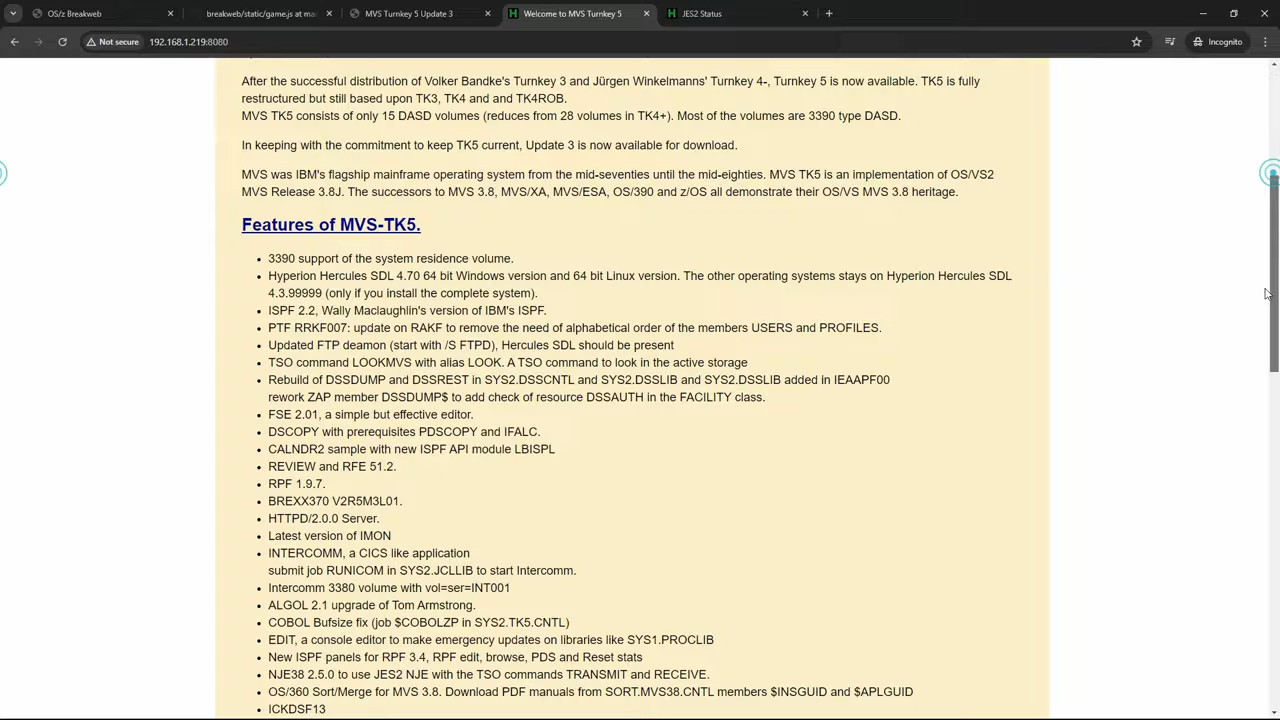 OS/z Breakweb
breakweb/static/game.js at ma
MVS Turnkey 5 Update 3
Welcome to MVS Turnkey 5
JES2 Status
Not secure
192.168.1.219:8080
Incognito
After the successful distribution of Volker Bandke's Turnkey 3 and Jürgen Winkelmanns' Turnkey 4-, Turnkey 5 is now available. TK5 is fully
restructured but still based upon TK3, TK4 and and TK4ROB.
MVS TK5 consists of only 15 DASD volumes (reduces from 28 volumes in TK4+). Most of the volumes are 3390 type DASD.
In keeping with the commitment to keep TK5 current, Update 3 is now available for download.
MVS was IBM's flagship mainframe operating system from the mid-seventies until the mid-eighties. MVS TK5 is an implementation of OS/VS2
MVS Release 3.8J. The successors to MVS 3.8, MVS/XA, MVS/ESA, OS/390 and z/OS all demonstrate their OS/VS MVS 3.8 heritage.
Features of MVS-TK5.
• 3390 support of the system residence volume.
• Hyperion Hercules SDL 4.70 64 bit Windows version and 64 bit Linux version. The other operating systems stays on Hyperion Hercules SDL
4.3.99999 (only if you install the complete system).
• ISPF 2.2, Wally Maclaughlin's version of IBM's ISPF.
• PTF RRKF007: update on RAKF to remove the need of alphabetical order of the members USERS and PROFILES.
• Updated FTP deamon (start with /S FTPD), Hercules SDL should be present
• TSO command LOOKMVS with alias LOOK. A TSO command to look in the active storage
• Rebuild of DSSDUMP and DSSREST in SYS2.DSSCNTL and SYS2.DSSLIB and SYS2.DSSLIB added in IEAAPF00
rework ZAP member DSSDUMP$ to add check of resource DSSAUTH in the FACILITY class.
• FSE 2.01, a simple but effective editor.
• DSCOPY with prerequisites PDSCOPY and IFALC.
• CALNDR2 sample with new ISPF API module LBISPL
• REVIEW and RFE 51.2.
• RPF 1.9.7.
• BREXX370 V2R5M3L01.
• HTTPD/2.0.0 Server.
• Latest version of IMON
• INTERCOMM, a CICS like application
submit job RUNICOM in SYS2.JCLLIB to start Intercomm.
• Intercomm 3380 volume with vol=ser=INT001
• ALGOL 2.1 upgrade of Tom Armstrong.
• COBOL Bufsize fix (job $COBOLZP in SYS2.TK5.CNTL)
• EDIT, a console editor to make emergency updates on libraries like SYS1.PROCLIB
• New ISPF panels for RPF 3.4, RPF edit, browse, PDS and Reset stats
• NJE38 2.5.0 to use JES2 NJE with the TSO commands TRANSMIT and RECEIVE.
• OS/360 Sort/Merge for MVS 3.8. Download PDF manuals from SORT.MVS38.CNTL members $INSGUID and $APLGUID
• ICKDSF13